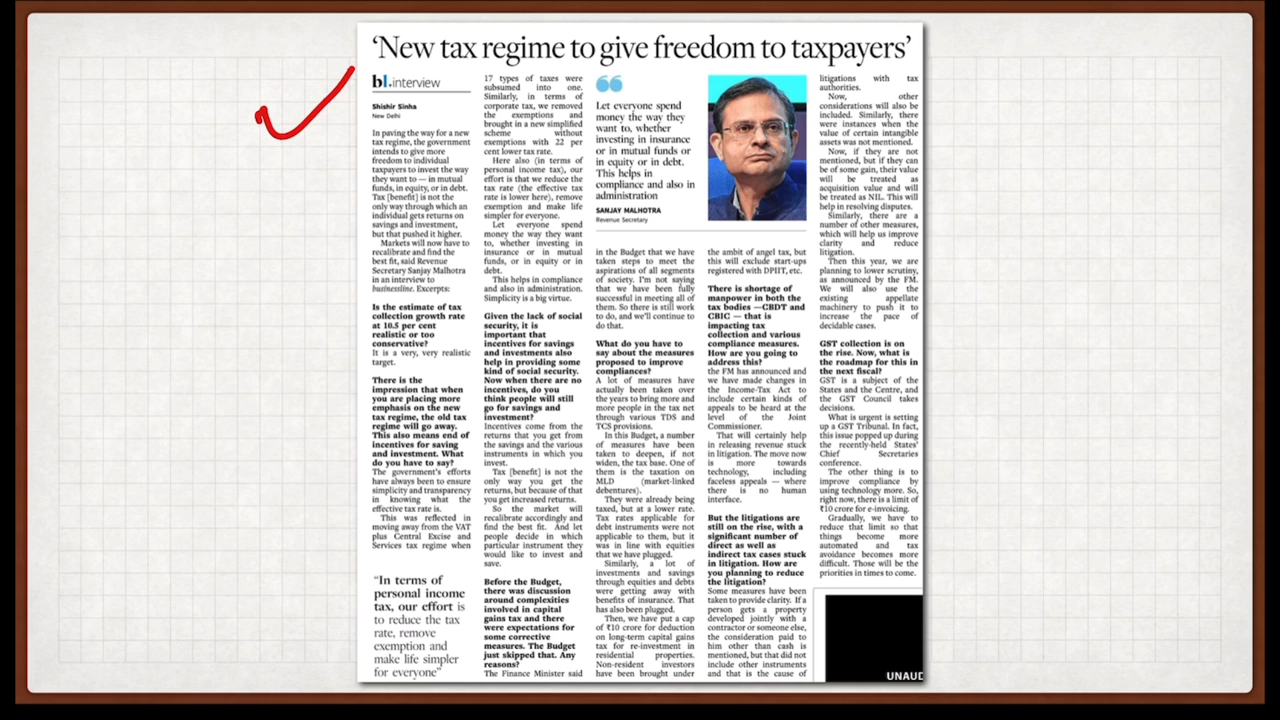 ‘New tax regime to give freedom to taxpayers’
bl.interview
Shishir Sinha
New Delhi
In paving the way for a new
tax regime, the government
intends to give more
freedom to individual
taxpayers to invest the way
they want to — in mutual
funds, in equity, or in debt.
Tax [benefit] is not the
only way through which an
individual gets returns on
savings and investment,
but that pushed it higher.
Markets will now have to
recalibrate and find the
best fit, said Revenue
Secretary Sanjay Malhotra
in an interview to
businessline. Excerpts:
Is the estimate of tax
collection growth rate
at 10.5 per cent
realistic or too
conservative?
It is a very, very realistic
target.
There is the
impression that when
you are placing more
emphasis on the new
tax regime, the old tax
regime will go away.
This also means end of
incentives for saving
and investment. What
do you have to say?
The government’s efforts
have always been to ensure
simplicity and transparency
in knowing what the
effective tax rate is.
This was reflected in
moving away from the VAT
plus Central Excise and
Services tax regime when
“In terms of
personal income
tax, our effort is
to reduce the tax
rate, remove
exemption and
make life simpler
for everyone”
17 types of taxes were
subsumed into one.
Similarly, in terms of
corporate tax, we removed
the exemptions and
brought in a new simplified
scheme without
exemptions with 22 per
cent lower tax rate.
Here also (in terms of
personal income tax), our
effort is that we reduce the
tax rate (the effective tax
rate is lower here), remove
exemption and make life
simpler for everyone.
Let everyone spend
money the way they want
to, whether investing in
insurance or in mutual
funds, or in equity or in
debt.
This helps in compliance
and also in administration.
Simplicity is a big virtue.
Given the lack of social
security, it is
important that
incentives for savings
and investments also
help in providing some
kind of social security.
Now when there are no
incentives, do you
think people will still
go for savings and
investment?
Incentives come from the
returns that you get from
the savings and the various
instruments in which you
invest.
Tax [benefit] is not the
only way you get the
returns, but because of that
you get increased returns.
So the market will
recalibrate accordingly and
find the best fit. And let
people decide in which
particular instrument they
would like to invest and
save.
Before the Budget,
there was discussion
around complexities
involved in capital
gains tax and there
were expectations for
some corrective
measures. The Budget
just skipped that. Any
reasons?
The Finance Minister said
Let everyone spend
money the way they
want to, whether
investing in insurance
or in mutual funds or
in equity or in debt.
This helps in
compliance and also in
administration
SANJAY MALHOTRA
Revenue Secretary
in the Budget that we have
taken steps to meet the
aspirations of all segments
of society. I’m not saying
that we have been fully
successful in meeting all of
them. So there is still work
to do, and we’ll continue to
do that.
What do you have to
say about the measures
proposed to improve
compliances?
A lot of measures have
actually been taken over
the years to bring more and
more people in the tax net
through various TDS and
TCS provisions.
In this Budget, a number
of measures have been
taken to deepen, if not
widen, the tax base. One of
them is the taxation on
MLD (market-linked
debentures).
They were already being
taxed, but at a lower rate.
Tax rates applicable for
debt instruments were not
applicable to them, but it
was in line with equities
that we have plugged.
Similarly, a lot of
investments and savings
through equities and debts
were getting away with
benefits of insurance. That
has also been plugged.
Then, we have put a cap
of ₹10 crore for deduction
on long-term capital gains
tax for re-investment in
residential properties.
Non-resident investors
have been brought under
the ambit of angel tax, but
this will exclude start-ups
registered with DPIIT, etc.
There is shortage of
manpower in both the
tax bodies —CBDT and
CBIC — that is
impacting tax
collection and various
compliance measures.
How are you going to
address this?
the FM has announced and
we have made changes in
the Income-Tax Act to
include certain kinds of
appeals to be heard at the
level of the Joint
Commissioner.
That will certainly help
in releasing revenue stuck
in litigation. The move now
is more towards
technology, including
faceless appeals — where
there is no human
interface.
But the litigations are
still on the rise, with a
significant number of
direct as well as
indirect tax cases stuck
in litigation. How are
you planning to reduce
the litigation?
Some measures have been
taken to provide clarity. If a
person gets a property
developed jointly with a
contractor or someone else,
the consideration paid to
him other than cash is
mentioned, but that did not
include other instruments
and that is the cause of
litigations with tax
authorities.
Now, other
considerations will also be
included. Similarly, there
were instances when the
value of certain intangible
assets was not mentioned.
Now, if they are not
mentioned, but if they can
be of some gain, their value
will be treated as
acquisition value and will
be treated as NIL. This will
help in resolving disputes.
Similarly, there are a
number of other measures,
which will help us improve
clarity and reduce
litigation.
Then this year, we are
planning to lower scrutiny,
as announced by the FM.
We will also use the
existing appellate
machinery to push it to
increase the pace of
decidable cases.
GST collection is on
the rise. Now, what is
the roadmap for this in
the next fiscal?
GST is a subject of the
States and the Centre, and
the GST Council takes
decisions.
What is urgent is setting
up a GST Tribunal. In fact,
this issue popped up during
the recently-held States’
Chief Secretaries
conference.
The other thing is to
improve compliance by
using technology more. So,
right now, there is a limit of
₹10 crore for e-invoicing.
Gradually, we have to
reduce that limit so that
things become more
automated and tax
avoidance becomes more
difficult. Those will be the
priorities in times to come.
UNAUD